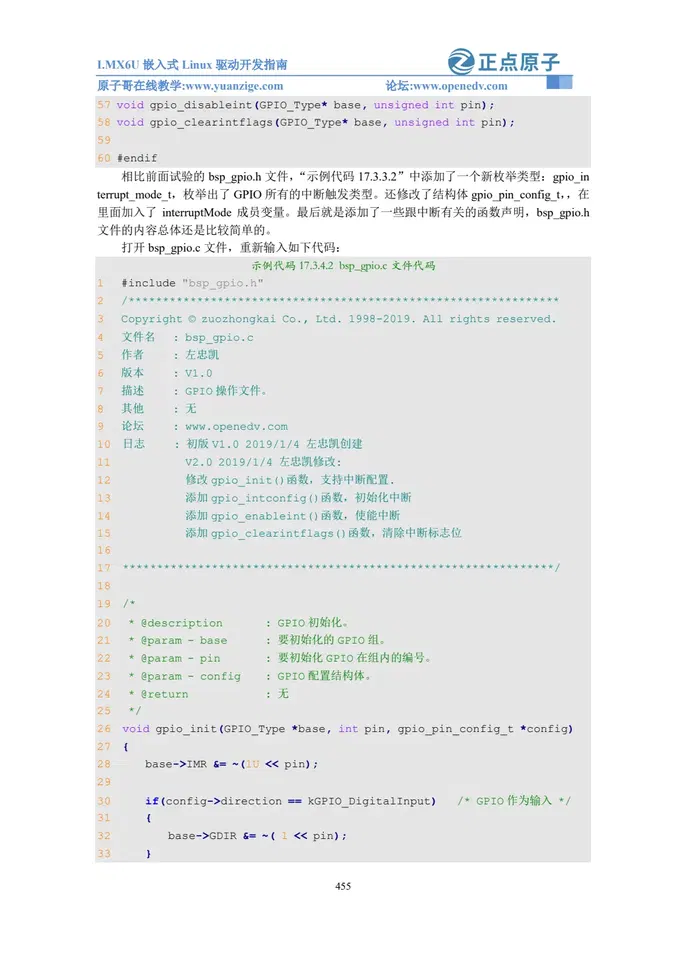 I.MX6U 嵌入式 Linux 驱动开发指南
正点原子
原子哥在线教学:www.yuanzige.com 论坛:www.openedv.com
57 void gpio_disableint(GPIO_Type* base, unsigned int pin);
58 void gpio_clearintflags(GPIO_Type* base, unsigned int pin);
59
60 #endif
相比前面试验的 bsp_gpio.h 文件，“示例代码 17.3.3.2”中添加了一个新枚举类型：gpio_in
terrupt_mode_t，枚举出了 GPIO 所有的中断触发类型。还修改了结构体 gpio_pin_config_t，，在
里面加入了 interruptMode 成员变量。最后就是添加了一些跟中断有关的函数声明，bsp_gpio.h
文件的内容总体还是比较简单的。
打开 bsp_gpio.c 文件，重新输入如下代码：
示例代码 17.3.4.2 bsp_gpio.c 文件代码
1 #include "bsp_gpio.h"
2 /***************************************************************
3 Copyright © zuozhongkai Co., Ltd. 1998-2019. All rights reserved.
4 文件名 : bsp_gpio.c
5 作者 : 左忠凯
6 版本 : V1.0
7 描述 : GPIO 操作文件。
8 其他 : 无
9 论坛 : www.openedv.com
10 日志 : 初版 V1.0 2019/1/4 左忠凯创建
11 V2.0 2019/1/4 左忠凯修改:
12 修改 gpio_init()函数，支持中断配置.
13 添加 gpio_intconfig()函数，初始化中断
14 添加 gpio_enableint()函数，使能中断
15 添加 gpio_clearintflags()函数，清除中断标志位
16
17 ***************************************************************/
18
19 /*
20 * @description : GPIO 初始化。
21 * @param - base : 要初始化的 GPIO 组。
22 * @param - pin : 要初始化 GPIO 在组内的编号。
23 * @param - config : GPIO 配置结构体。
24 * @return : 无
25 */
26 void gpio_init(GPIO_Type *base, int pin, gpio_pin_config_t *config)
27 {
28 base->IMR &= ~(1U << pin);
29
30 if(config->direction == kGPIO_DigitalInput) /* GPIO 作为输入 */
31 {
32 base->GDIR &= ~( 1 << pin);
33 }
455